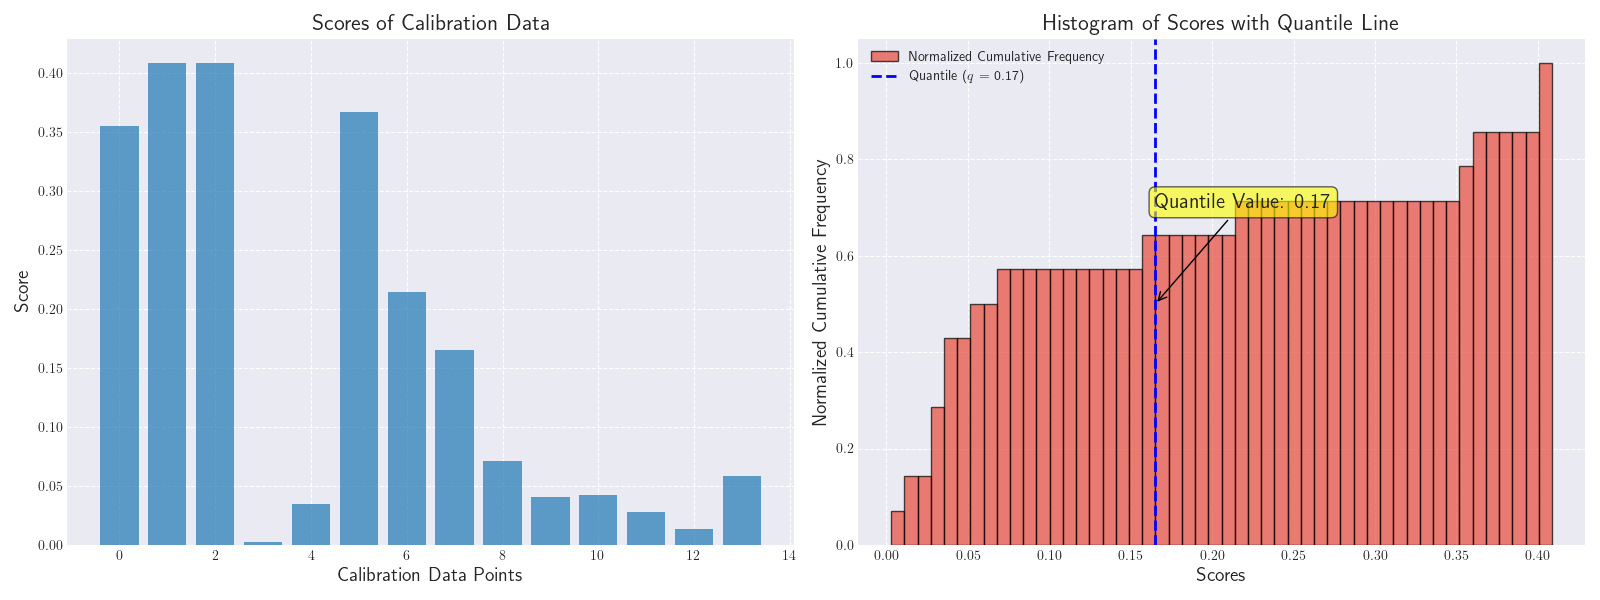 Scores of Calibration Data
Score
0.40
0.35
0.30
0.25
0.20
0.15
0.10
0.05
0.00
0 2 4 6 8 10 12 14
Calibration Data Points
Histogram of Scores with Quantile Line
Normalized Cumulative Frequency
Quantile (q = 0.17)
Quantile Value: 0.17
Normalized Cumulative Frequency
1.0
0.8
0.6
0.4
0.2
0.0
0.00 0.05 0.10 0.15 0.20 0.25 0.30 0.35 0.40
Scores